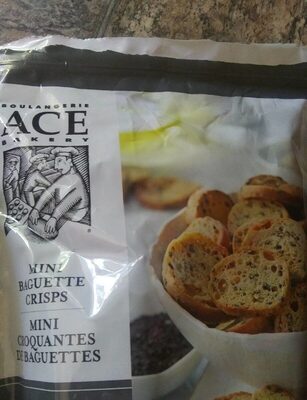 BOULANGERIE
ACE
BAKERY
MINI
BAGUETTE
CRISPS
MINI
CROQUANTES
DE BAGUETTES